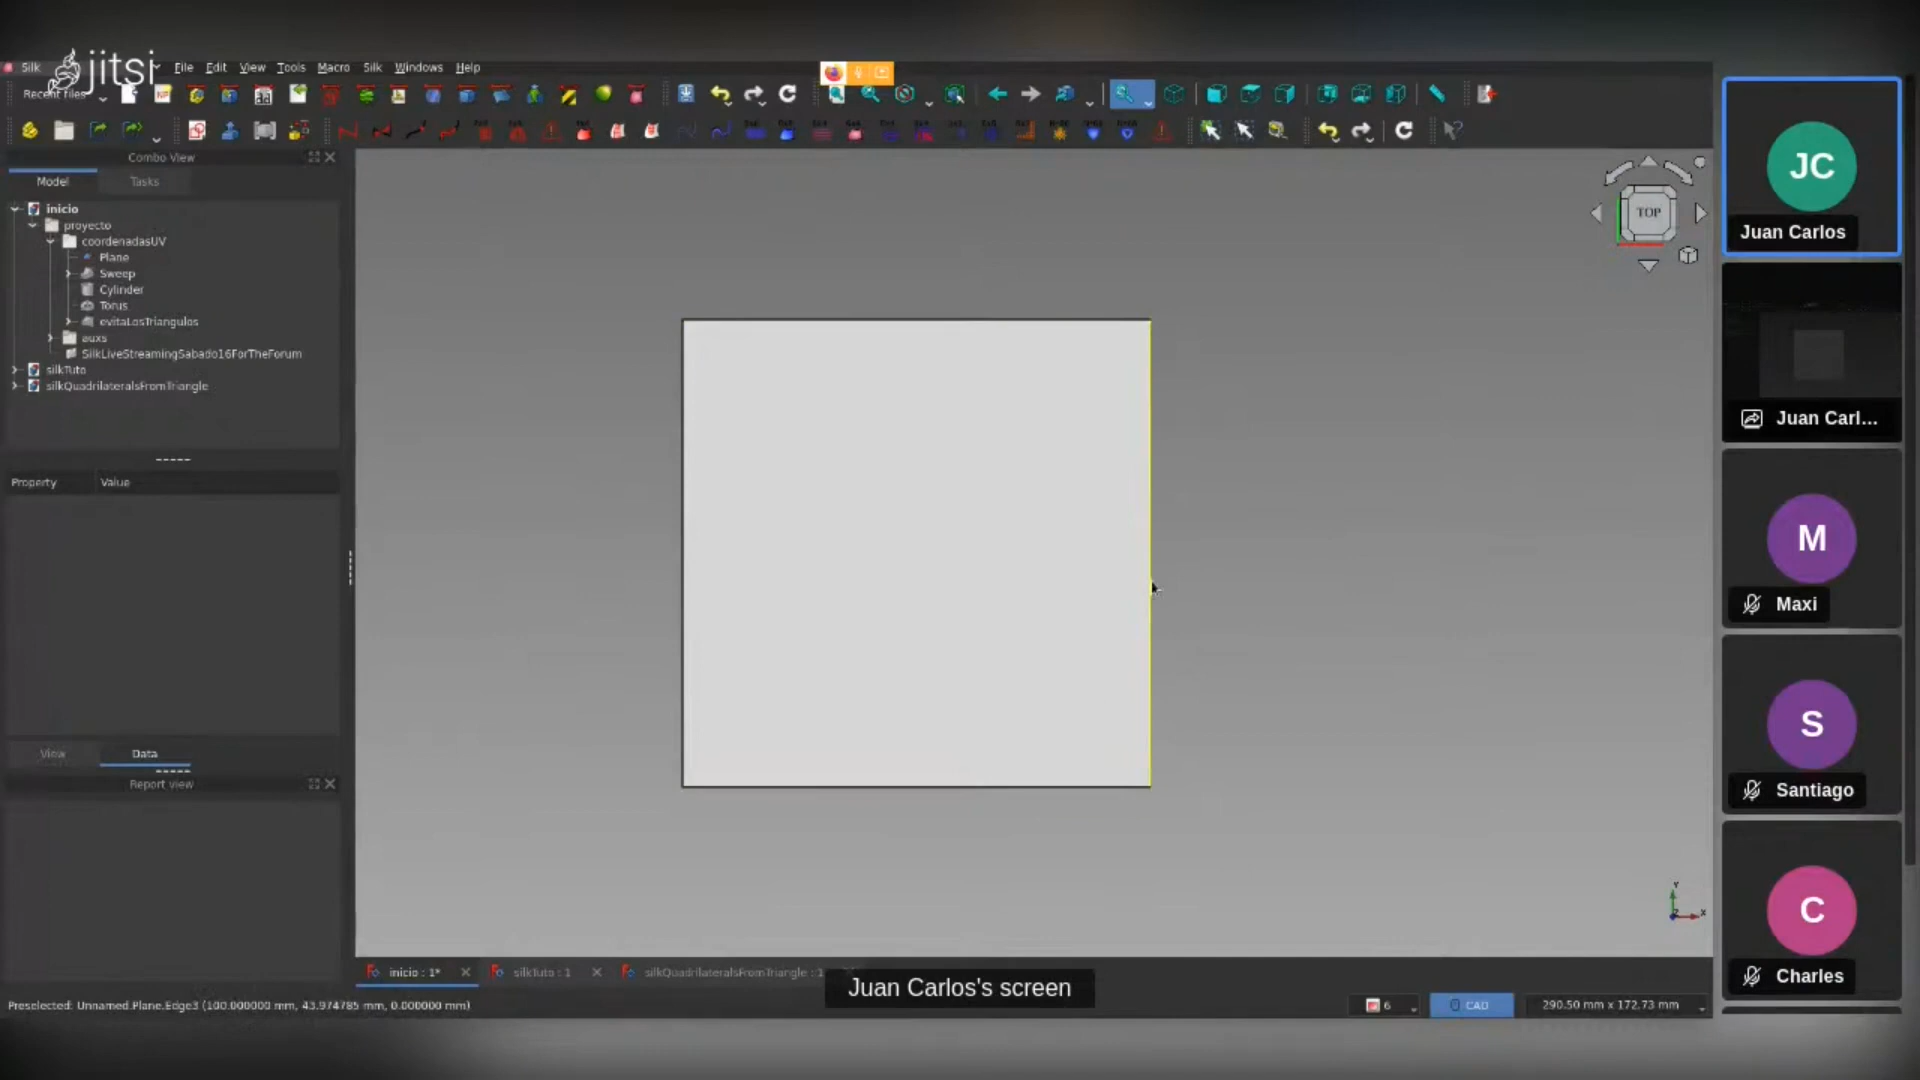 jitsi
Silk File Edit View Tools Macro Silk Windows Help
Recent files
Combo View
Model Tasks
inicio
proyecto
coordenadasUV
Plane
Sweep
Cylinder
Torus
evitaLosTriangulos
auxs
SilkLiveStreamingSabado16ForTheForum
silkTuto
silkQuadrilateralsFromTriangle
Property Value
View Data
Report view
TOP
Y
X
inicio : 1* silkTuto : 1 silkQuadrilateralsFromTriangle : 1
Juan Carlos's screen
Preselected: Unnamed.Plane.Edge3 (100.000000 mm, 43.974785 mm, 0.000000 mm)
6 CAD 290.50 mm x 172.73 mm
JC
Juan Carlos
Juan Carl...
M
Maxi
S
Santiago
C
Charles